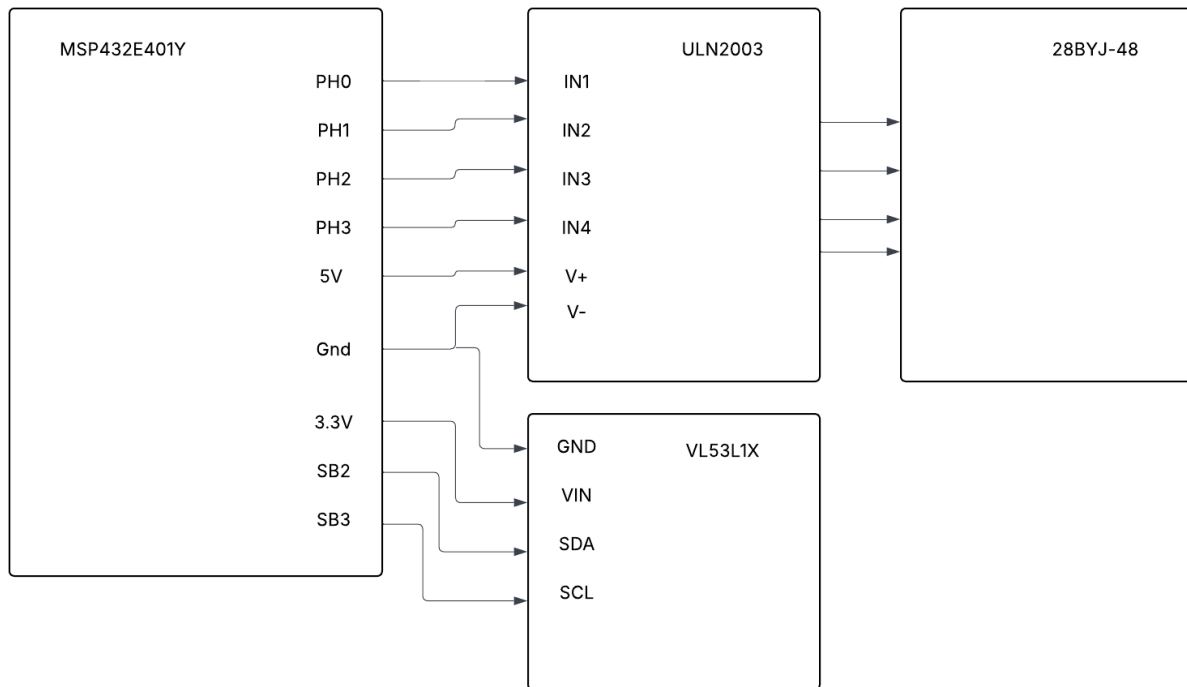 MSP432E401Y
PH0
PH1
PH2
PH3
5V
Gnd
3.3V
SB2
SB3
ULN2003
IN1
IN2
IN3
IN4
V+
V-
28BYJ-48
VL53L1X
GND
VIN
SDA
SCL